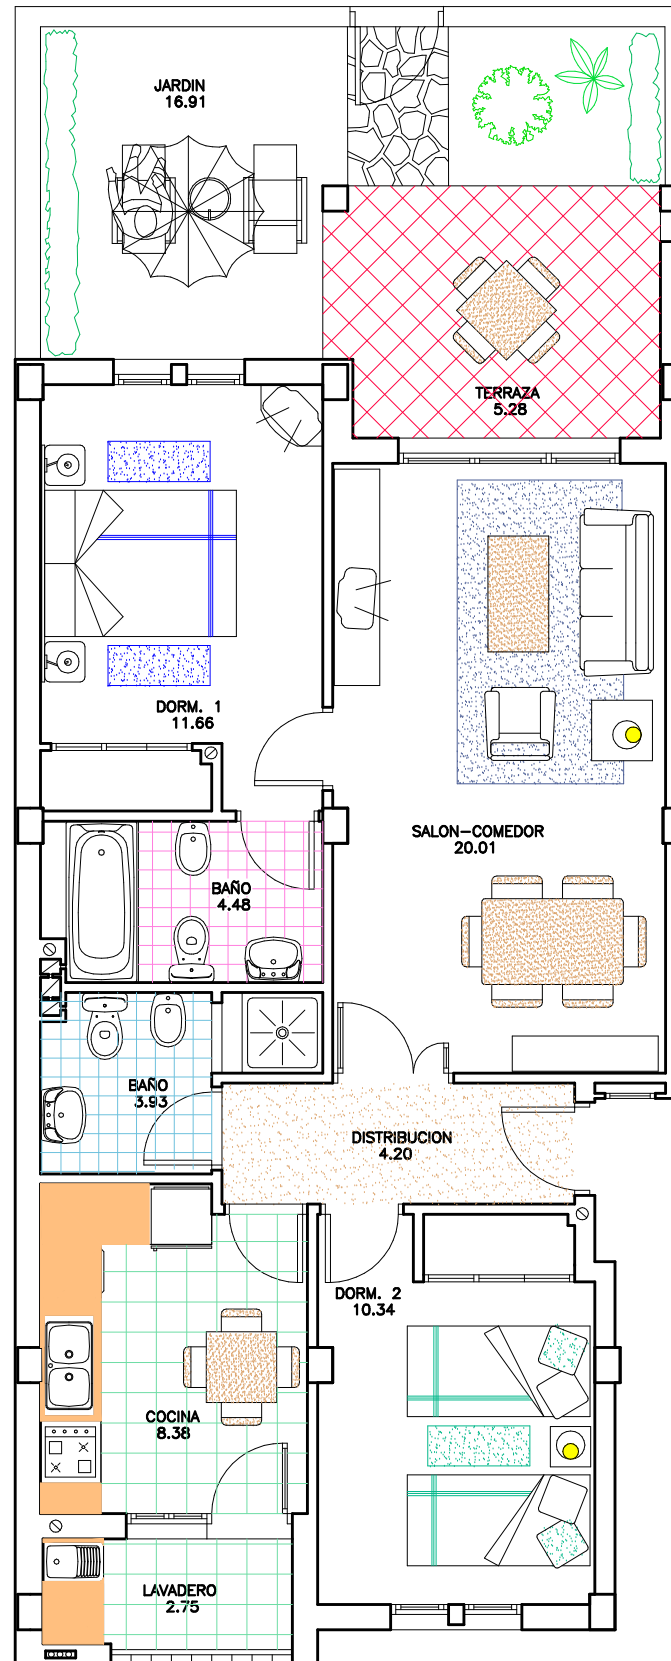 JARDIN
16.91
TERRAZA
5.28
DORM. 1
11.66
SALON-COMEDOR
20.01
BAÑO
4.48
BAÑO
3.93
DISTRIBUCION
4.20
DORM. 2
10.34
COCINA
8.38
LAVADERO
2.75